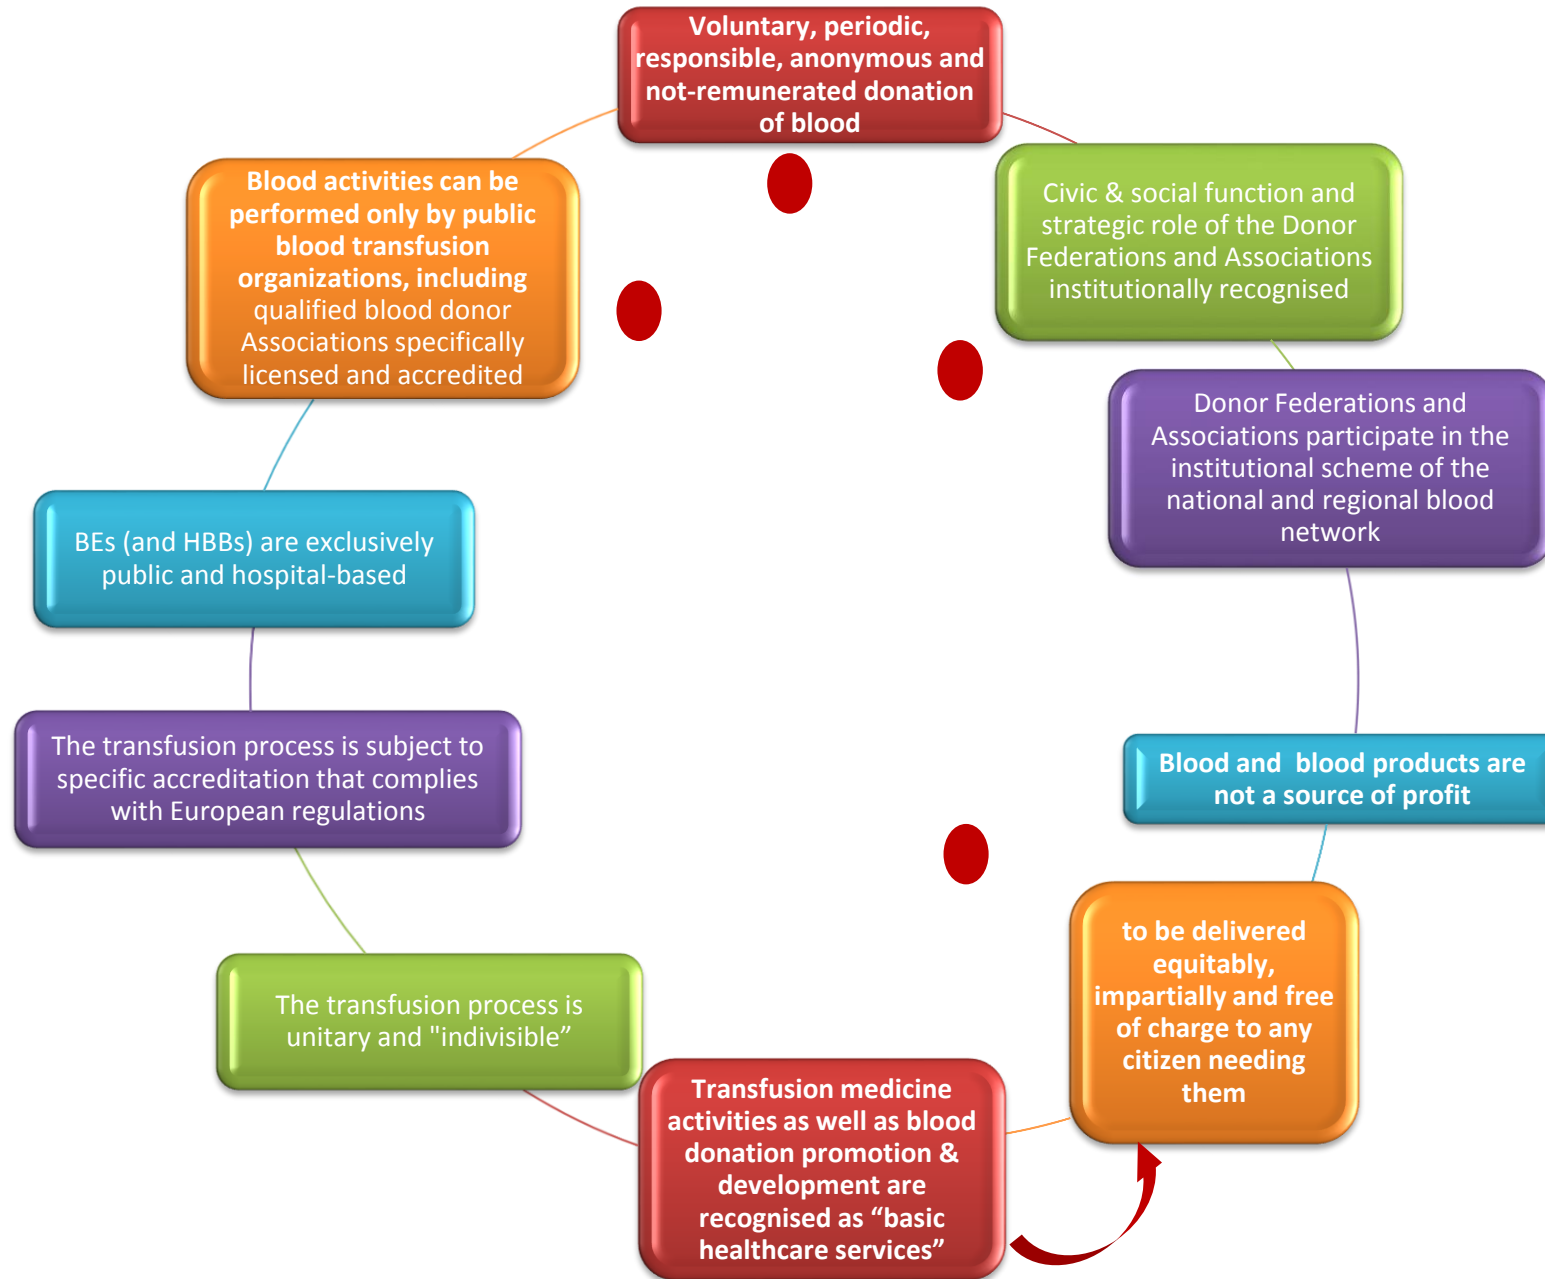 Voluntary, periodic,
responsible, anonymous and
not-remunerated donation
of blood
Civic & social function and
strategic role of the Donor
Federations and Associations
institutionally recognised
Donor Federations and
Associations participate in the
institutional scheme of the
national and regional blood
network
Blood and  blood products are
not a source of profit
to be delivered
equitably,
impartially and free
of charge to any
citizen needing
them
Transfusion medicine
activities as well as blood
donation promotion &
development are
recognised as “basic
healthcare services”
The transfusion process is
unitary and "indivisible”
The transfusion process is subject to
specific accreditation that complies
with European regulations
BEs (and HBBs) are exclusively
public and hospital-based
Blood activities can be
performed only by public
blood transfusion
organizations, including
qualified blood donor
Associations specifically
licensed and accredited